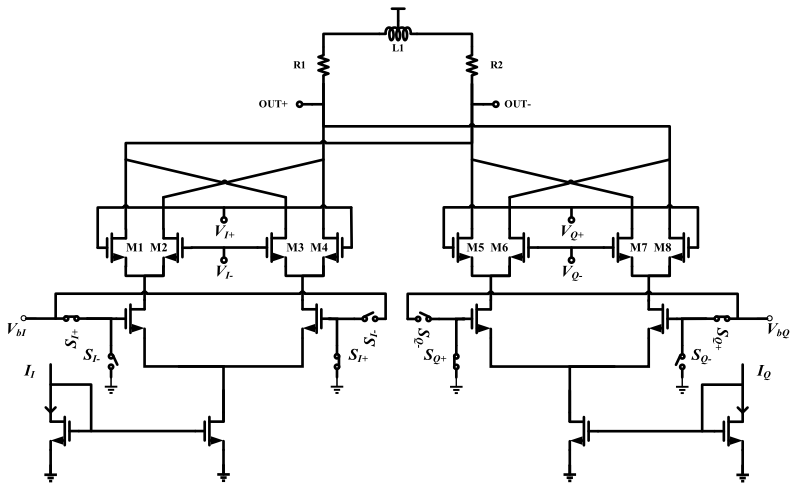 L1
R1 R2
OUT+ OUT-
V_{I+} V_{Q+}
M1 M2 M3 M4 M5 M6 M7 M8
V_{I-} V_{Q-}
V_{bI} S_{I+} S_{I-} S_{Q-} S_{Q+} V_{bQ}
S_{I-} S_{I+} S_{Q+} S_{Q-}
I_I I_Q